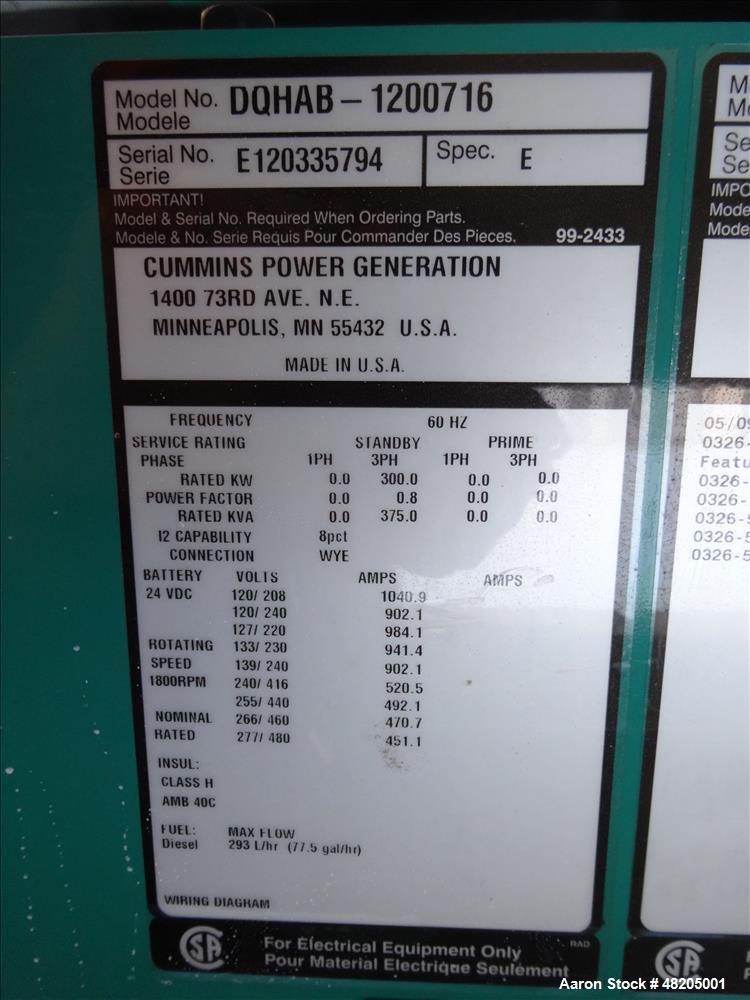 Model No. DQHAB - 1200716
Modele
Serial No. E120335794 Spec. E
Serie
IMPORTANT!
Model & Serial No. Required When Ordering Parts.
Modele & No. Serie Requis Pour Commander Des Pieces. 99-2433
CUMMINS POWER GENERATION
1400 73RD AVE. N.E.
MINNEAPOLIS, MN 55432 U.S.A.
MADE IN U.S.A.
FREQUENCY 60 HZ
SERVICE RATING STANDBY PRIME
PHASE 1PH 3PH 1PH 3PH
RATED KW 0.0 300.0 0.0 0.0
POWER FACTOR 0.0 0.8 0.0 0.0
RATED KVA 0.0 375.0 0.0 0.0
I2 CAPABILITY 8pct
CONNECTION WYE
BATTERY VOLTS AMPS AMPS
24 VDC 120/ 208 1040.9
120/ 240 902.1
127/ 220 984.1
ROTATING 133/ 230 941.4
SPEED 139/ 240 902.1
1800RPM 240/ 416 520.5
255/ 440 492.1
NOMINAL 266/ 460 470.7
RATED 277/ 480 451.1
INSUL:
CLASS H
AMB 40C
FUEL: MAX FLOW
Diesel 293 L/hr (77.5 gal/hr)
WIRING DIAGRAM
SA For Electrical Equipment Only RAD
Pour Material Electrique Seulement
M
Mo
Se
Se
IMPO
Mode
Mode
05/09
0326-
Featu
0326-
0326-
0326-5
0326-5
0326-5
SA
Aaron Stock # 48205001